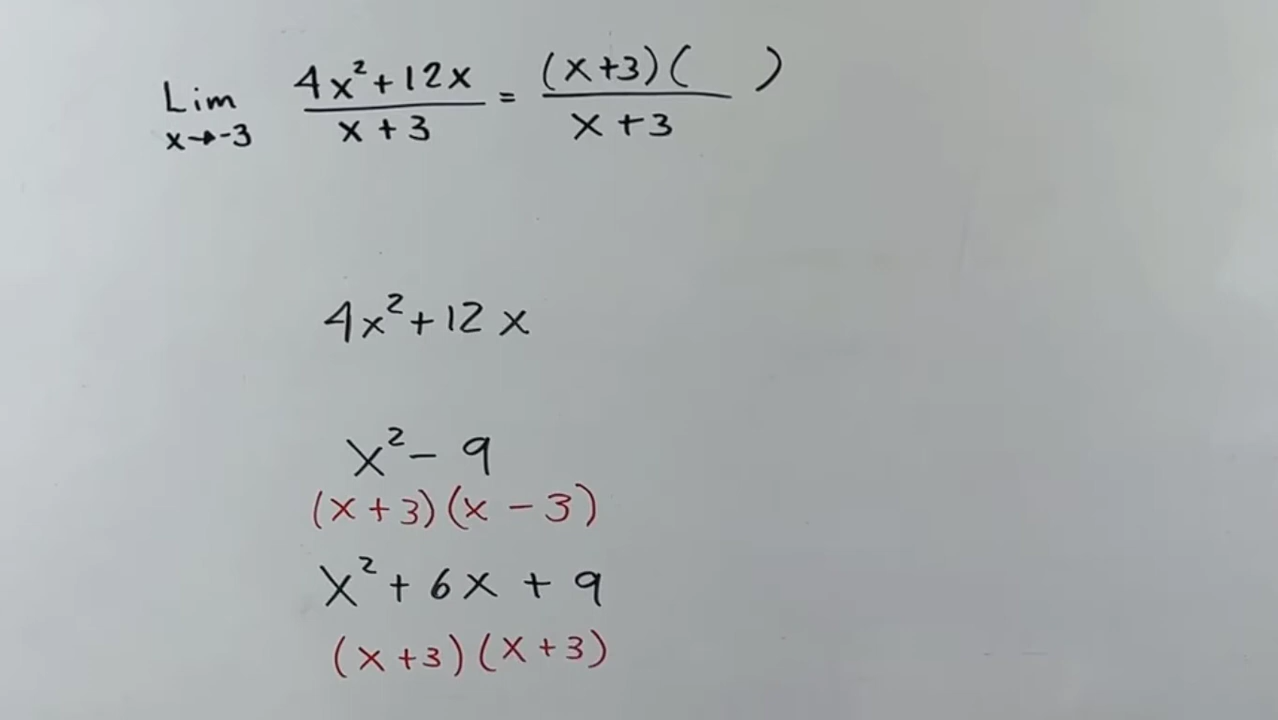 Lim x→-3 4x²+12x / x+3 = (x+3)( ) / x+3
4x²+12x
x²-9
(x+3)(x-3)
x²+6x+9
(x+3)(x+3)